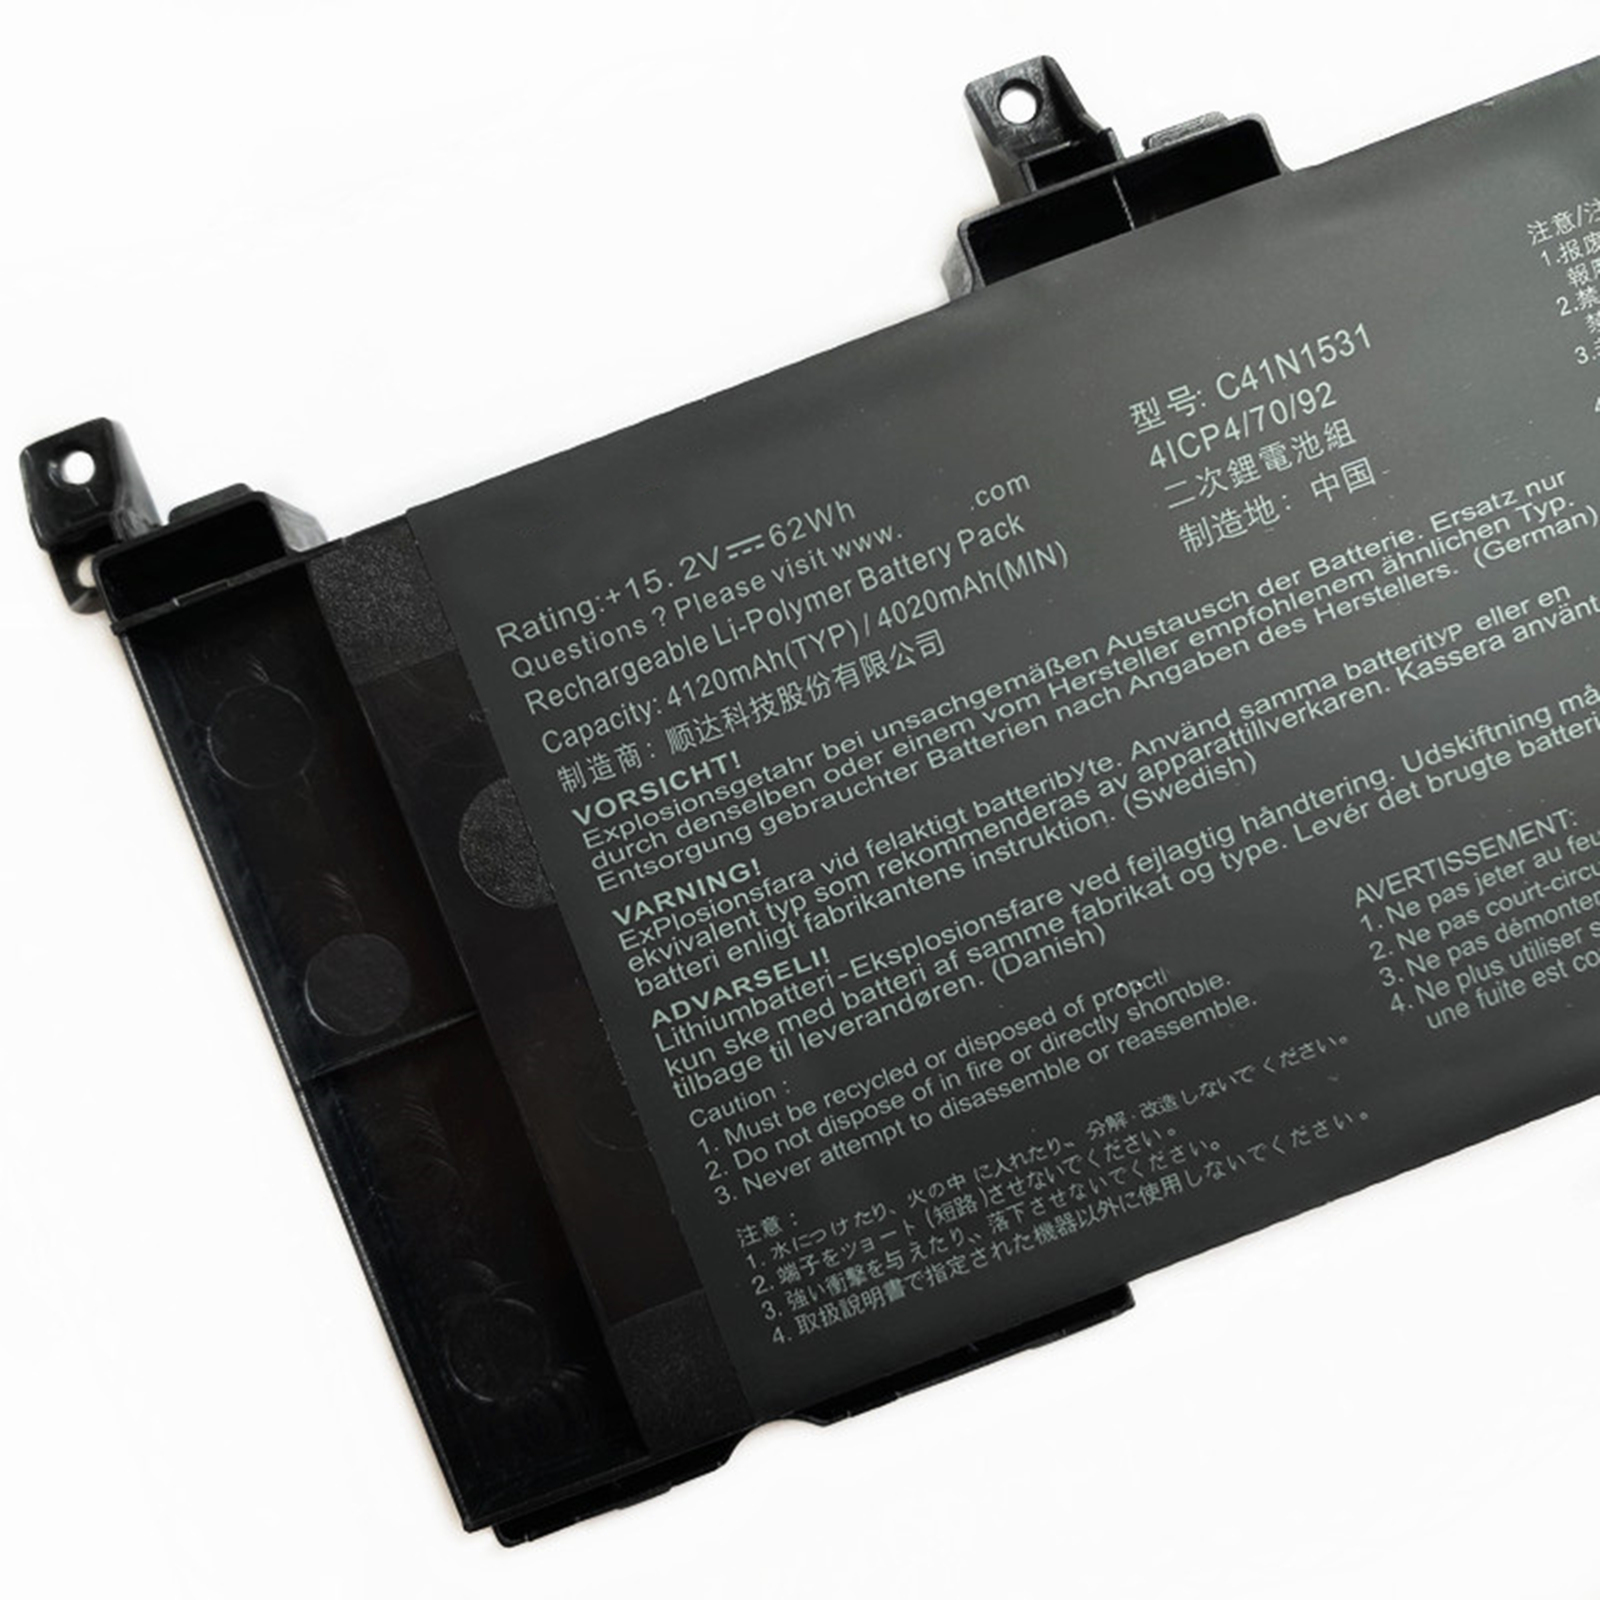 Rating:+15.2V⎓62Wh
Questions ? Please visit www. .com
Rechargeable Li-Polymer Battery Pack
Capacity: 4120mAh(TYP) / 4020mAh(MIN)
制造商：顺达科技股份有限公司
型号: C41N1531
4ICP4/70/92
二次鋰電池組
制造地：中国
VORSICHT!
Explosionsgetahr bei unsachgemäßen Austausch der Batterie. Ersatz nur
durch denselben oder einem vom Hersteller empfohlenem ähnlichen Typ.
Entsorgung gebrauchter Batterien nach Angaben des Herstellers. (German)
VARNING!
ExPlosionsfara vid felaktigt batteribyte. Använd samma batterityp eller en
ekvivalent typ som rekommenderas av apparattillverkaren. Kassera använt
batteri enligt fabrikantens instruktion. (Swedish)
ADVARSELI!
Lithiumbatteri-Eksplosionsfare ved fejlagtig håndtering. Udskiftning må
kun ske med batteri af samme fabrikat og type. Levér det brugte batteri
tilbage til leverandøren. (Danish)
Caution :
1. Must be recycled or disposed of
2. Do not dispose of in fire or directly shomble.
3. Never attempt to disassemble or reassemble.
注意：
1. 水につけたり、火の中に入れたり、分解·改造しないでください。
2. 端子をツョート(短路)させないでください。
3. 強い衝撃を与えたり、落下させないでください。
4. 取扱說明書で指定された機器以外に使用しないでください。
注意/注
1.报废
報
2.禁
禁
3.
4
AVERTISSEMENT:
1. Ne pas jeter au feu
2. Ne pas court-circu
3. Ne pas démonter
4. Ne plus utiliser s
une fuite est co